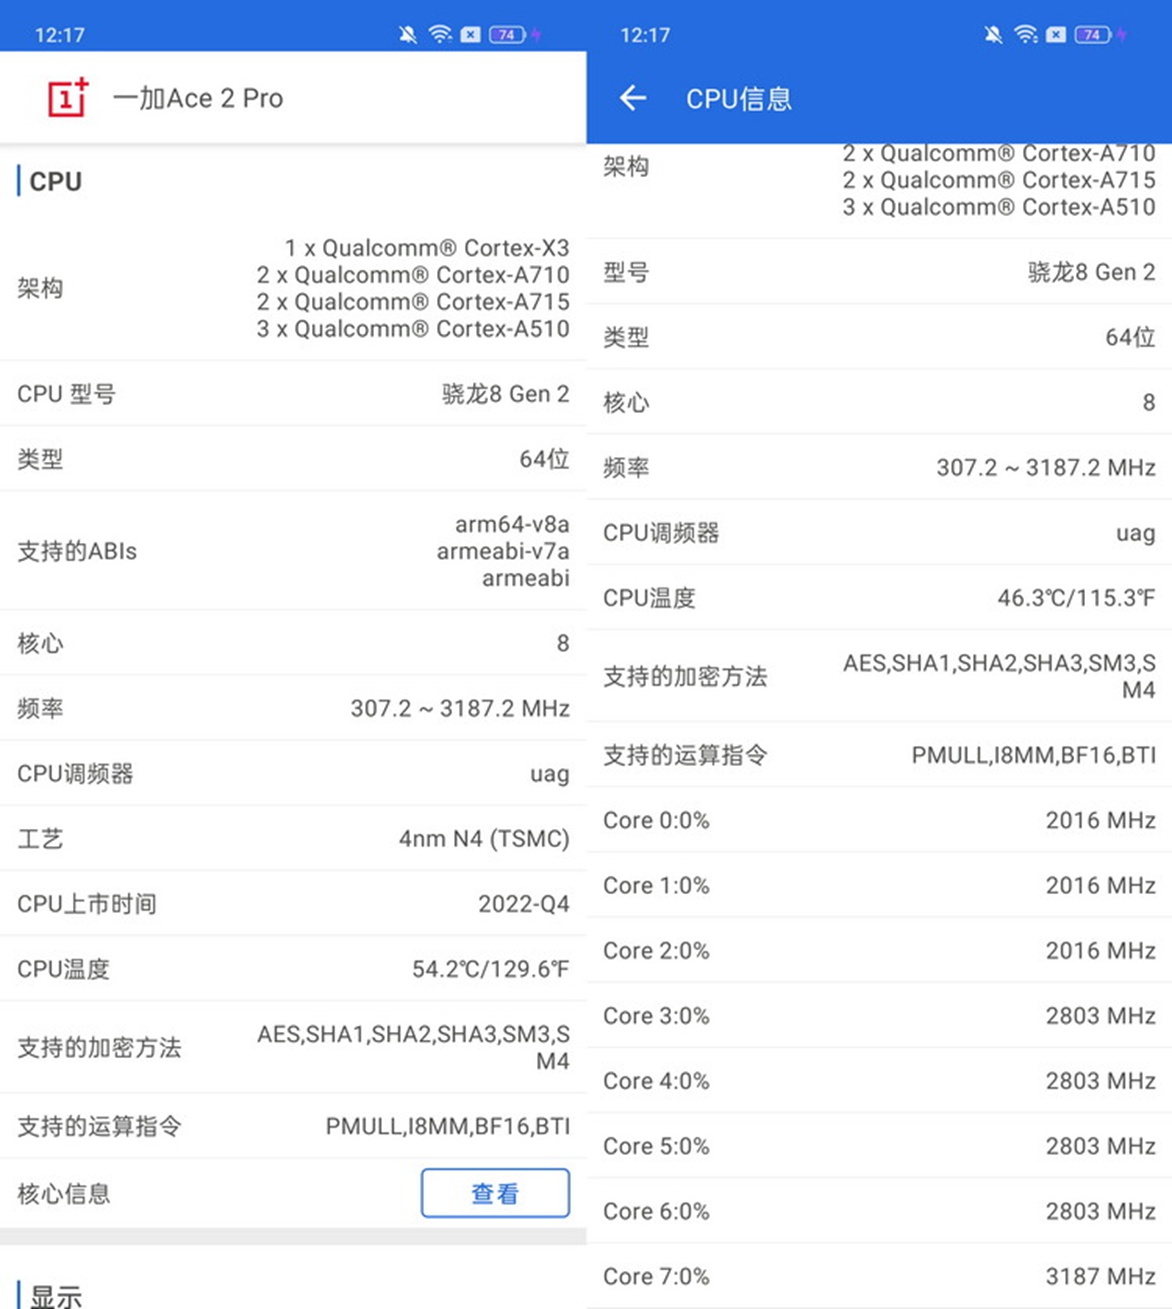 12:17
74
一加Ace 2 Pro
CPU
架构
1 x Qualcomm® Cortex-X3
2 x Qualcomm® Cortex-A710
2 x Qualcomm® Cortex-A715
3 x Qualcomm® Cortex-A510
CPU 型号 骁龙8 Gen 2
类型 64位
支持的ABIs
arm64-v8a
armeabi-v7a
armeabi
核心 8
频率 307.2 ~ 3187.2 MHz
CPU调频器 uag
工艺 4nm N4 (TSMC)
CPU上市时间 2022-Q4
CPU温度 54.2℃/129.6℉
支持的加密方法
AES,SHA1,SHA2,SHA3,SM3,S
M4
支持的运算指令 PMULL,I8MM,BF16,BTI
核心信息 查看
显示
12:17
74
CPU信息
架构
2 x Qualcomm® Cortex-A710
2 x Qualcomm® Cortex-A715
3 x Qualcomm® Cortex-A510
型号 骁龙8 Gen 2
类型 64位
核心 8
频率 307.2 ~ 3187.2 MHz
CPU调频器 uag
CPU温度 46.3℃/115.3℉
支持的加密方法
AES,SHA1,SHA2,SHA3,SM3,S
M4
支持的运算指令 PMULL,I8MM,BF16,BTI
Core 0:0% 2016 MHz
Core 1:0% 2016 MHz
Core 2:0% 2016 MHz
Core 3:0% 2803 MHz
Core 4:0% 2803 MHz
Core 5:0% 2803 MHz
Core 6:0% 2803 MHz
Core 7:0% 3187 MHz